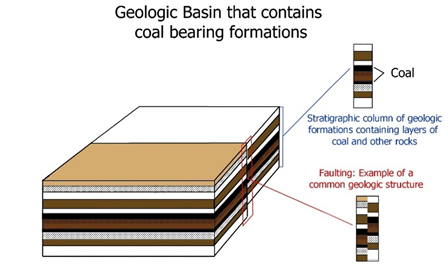 Geologic Basin that contains
coal bearing formations
Coal
Stratigraphic column of geologic
formations containing layers of
coal and other rocks
Faulting: Example of a
common geologic structure